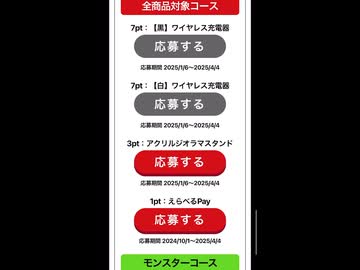 全商品対象コース
7pt：【黒】ワイヤレス充電器
応募する
応募期間 2025/1/6～2025/4/4
7pt：【白】ワイヤレス充電器
応募する
応募期間 2025/1/6～2025/4/4
3pt：アクリルジオラマスタンド
応募する
応募期間 2025/1/6～2025/4/4
1pt：えらべるPay
応募する
応募期間 2024/10/1～2025/4/4
モンスターコース